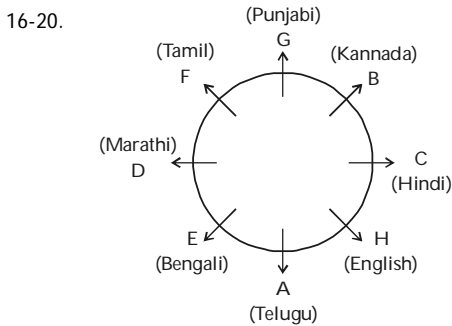 16-20.
(Punjabi)
G
(Tamil)
F
(Kannada)
B
(Marathi)
D
C
(Hindi)
E
(Bengali)
H
(English)
A
(Telugu)